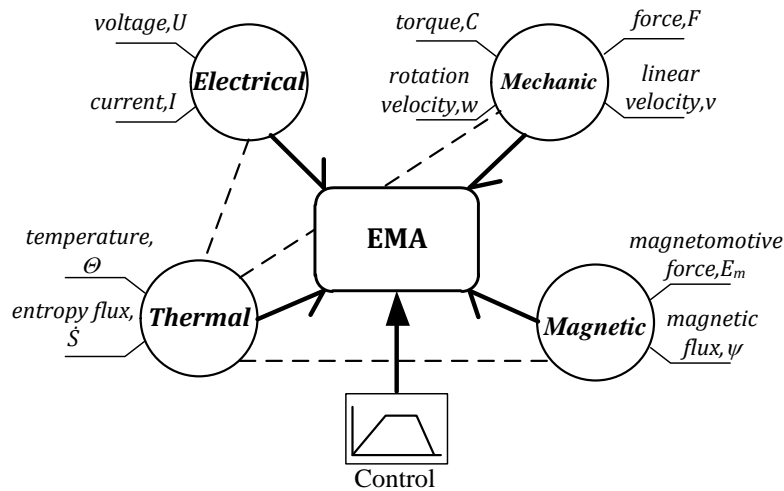 voltage,U
Electrical
current,I
torque,C
rotation
velocity,w
Mechanic
force,F
linear
velocity,v
EMA
temperature,
Θ
entropy flux,
Ṡ
Thermal
magnetomotive
force,Eₘ
Magnetic
magnetic
flux,ψ
Control